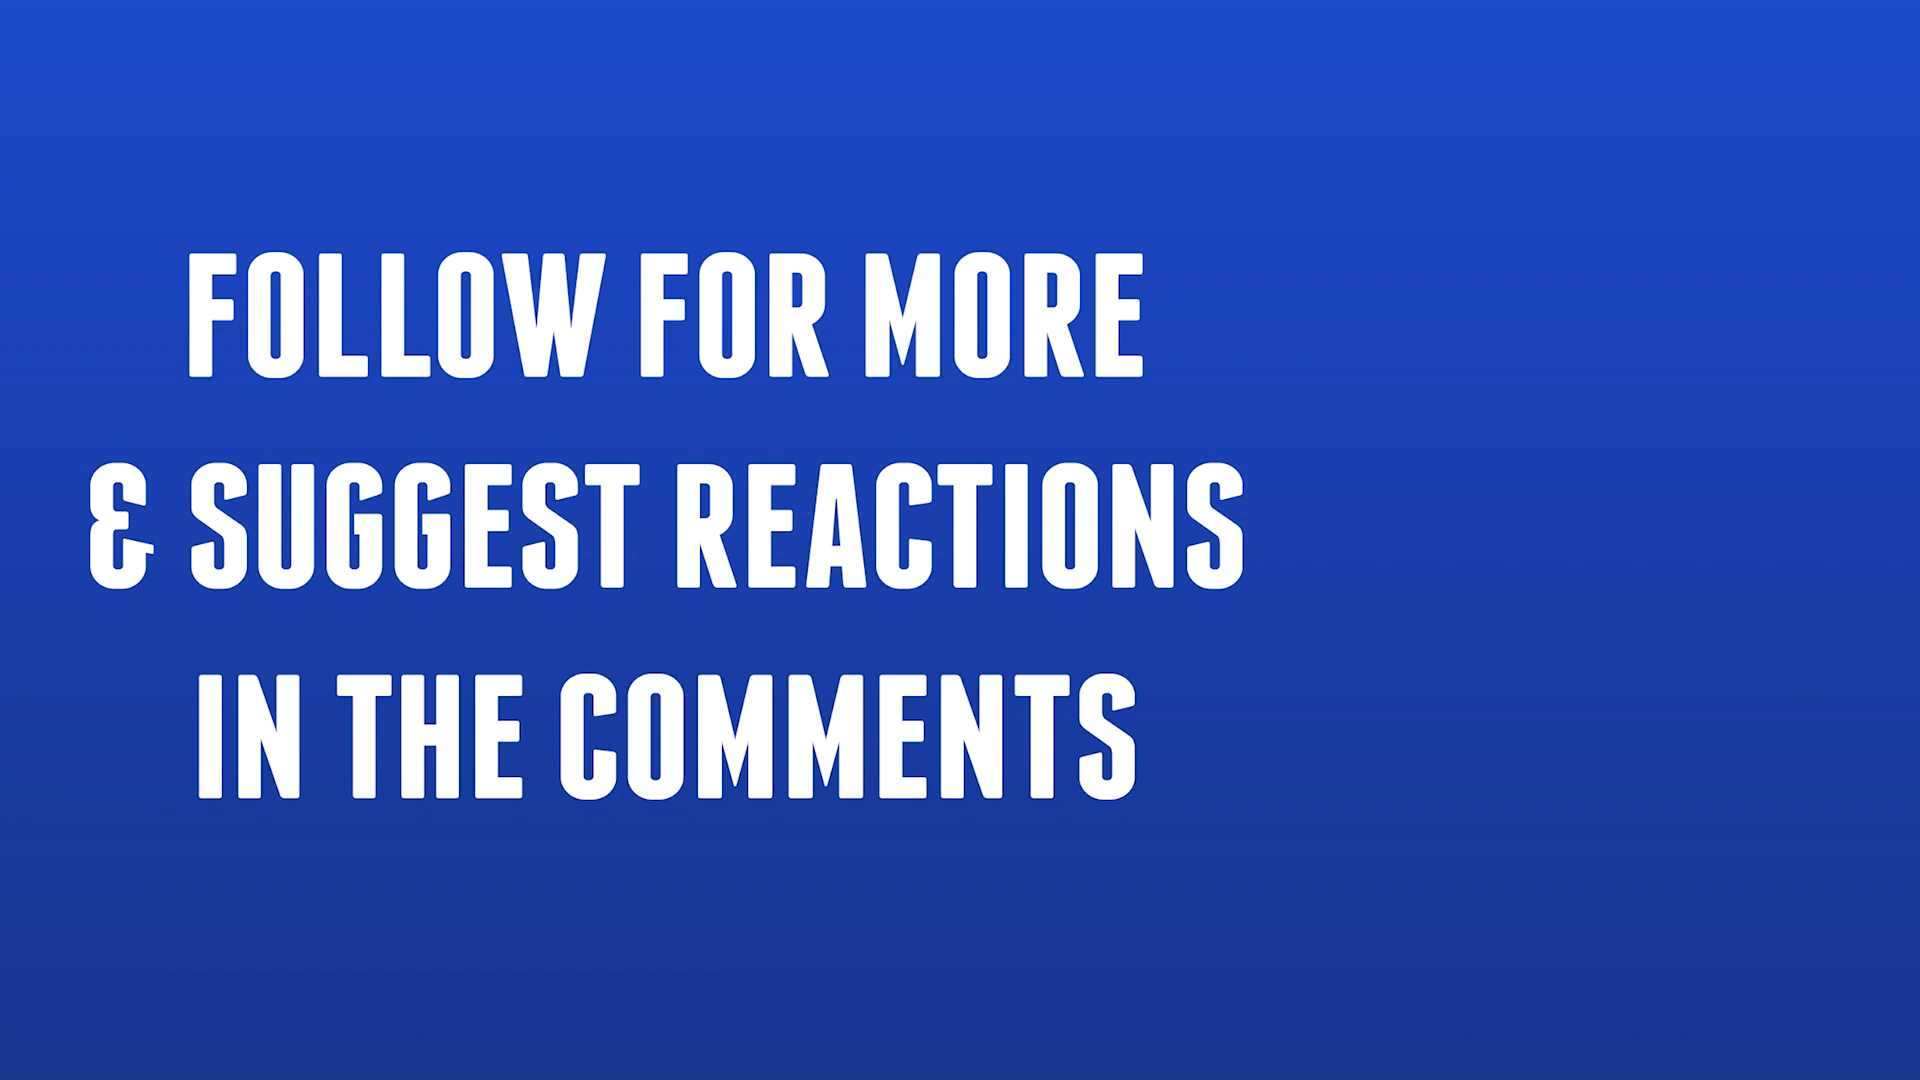 FOLLOW FOR MORE
& SUGGEST REACTIONS
IN THE COMMENTS